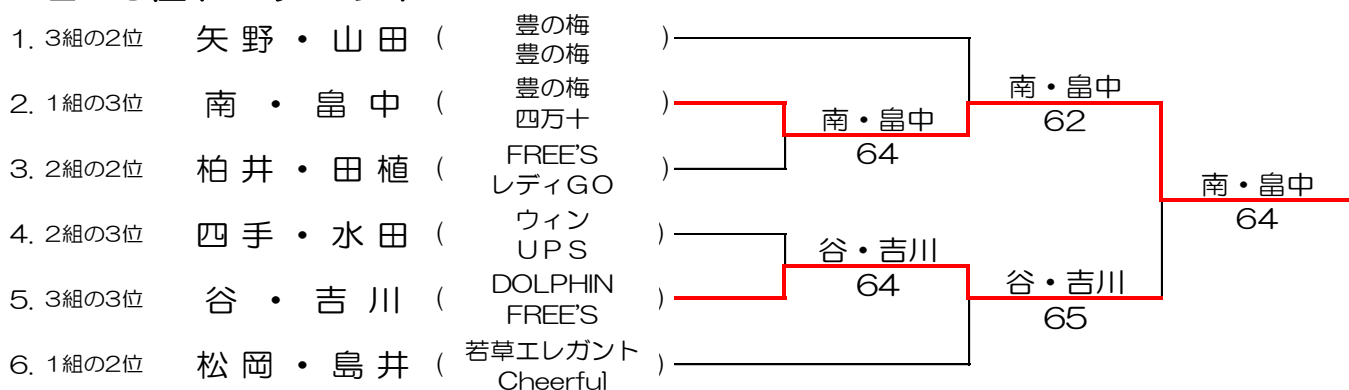 1. 3組の2位 矢野・山田 ( 豊の梅 豊の梅 )
2. 1組の3位 南・畠中 ( 豊の梅 四万十 )
3. 2組の2位 柏井・田植 ( FREE'S レディGO )
4. 2組の3位 四手・水田 ( ウィン UPS )
5. 3組の3位 谷・吉川 ( DOLPHIN FREE'S )
6. 1組の2位 松岡・島井 ( 若草エレガント Cheerful )
南・畠中
64
谷・吉川
64
南・畠中
62
谷・吉川
65
南・畠中
64